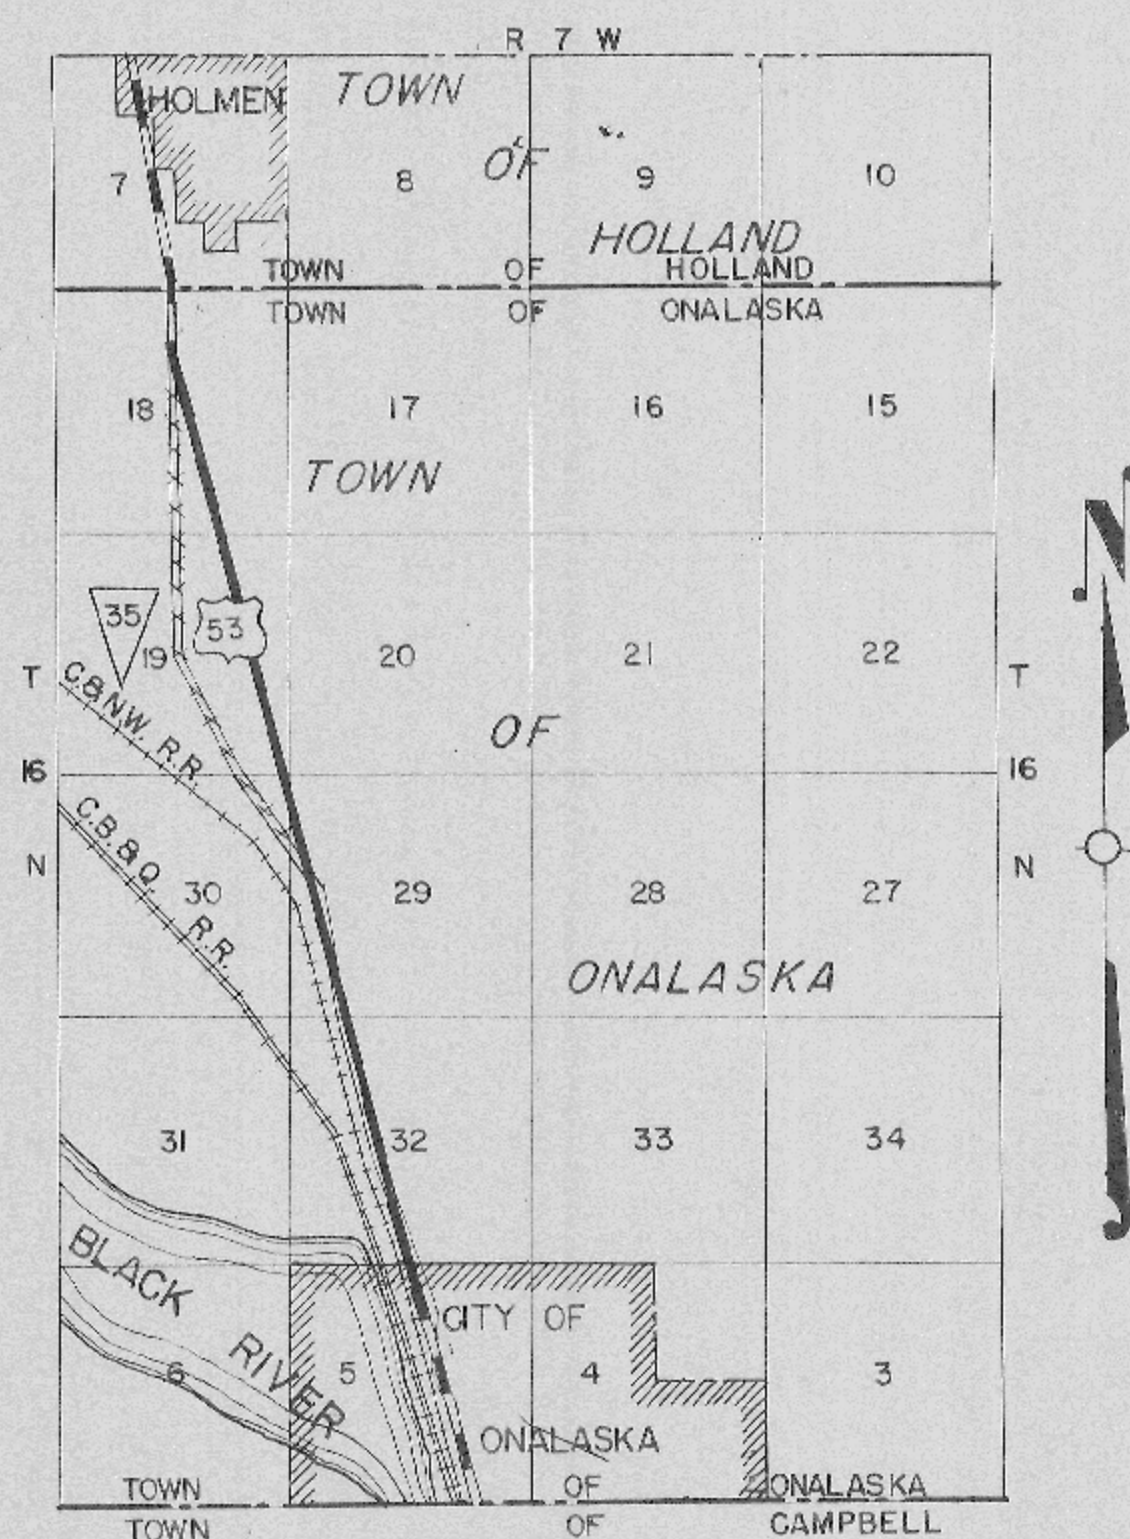 R 7 W
TOWN
HOLMEN
OF
7 8 9 10
HOLLAND
TOWN OF HOLLAND
TOWN OF ONALASKA
18 17 16 15
TOWN
35
53
19 20 21 22
T T
C.&N.W. R.R.
OF
16 16
C.B.&Q. R.R.
N N
30 29 28 27
ONALASKA
31 32 33 34
BLACK RIVER
CITY OF
6 5 4 3
ONALASKA
TOWN OF ONALASKA
TOWN OF CAMPBELL
N